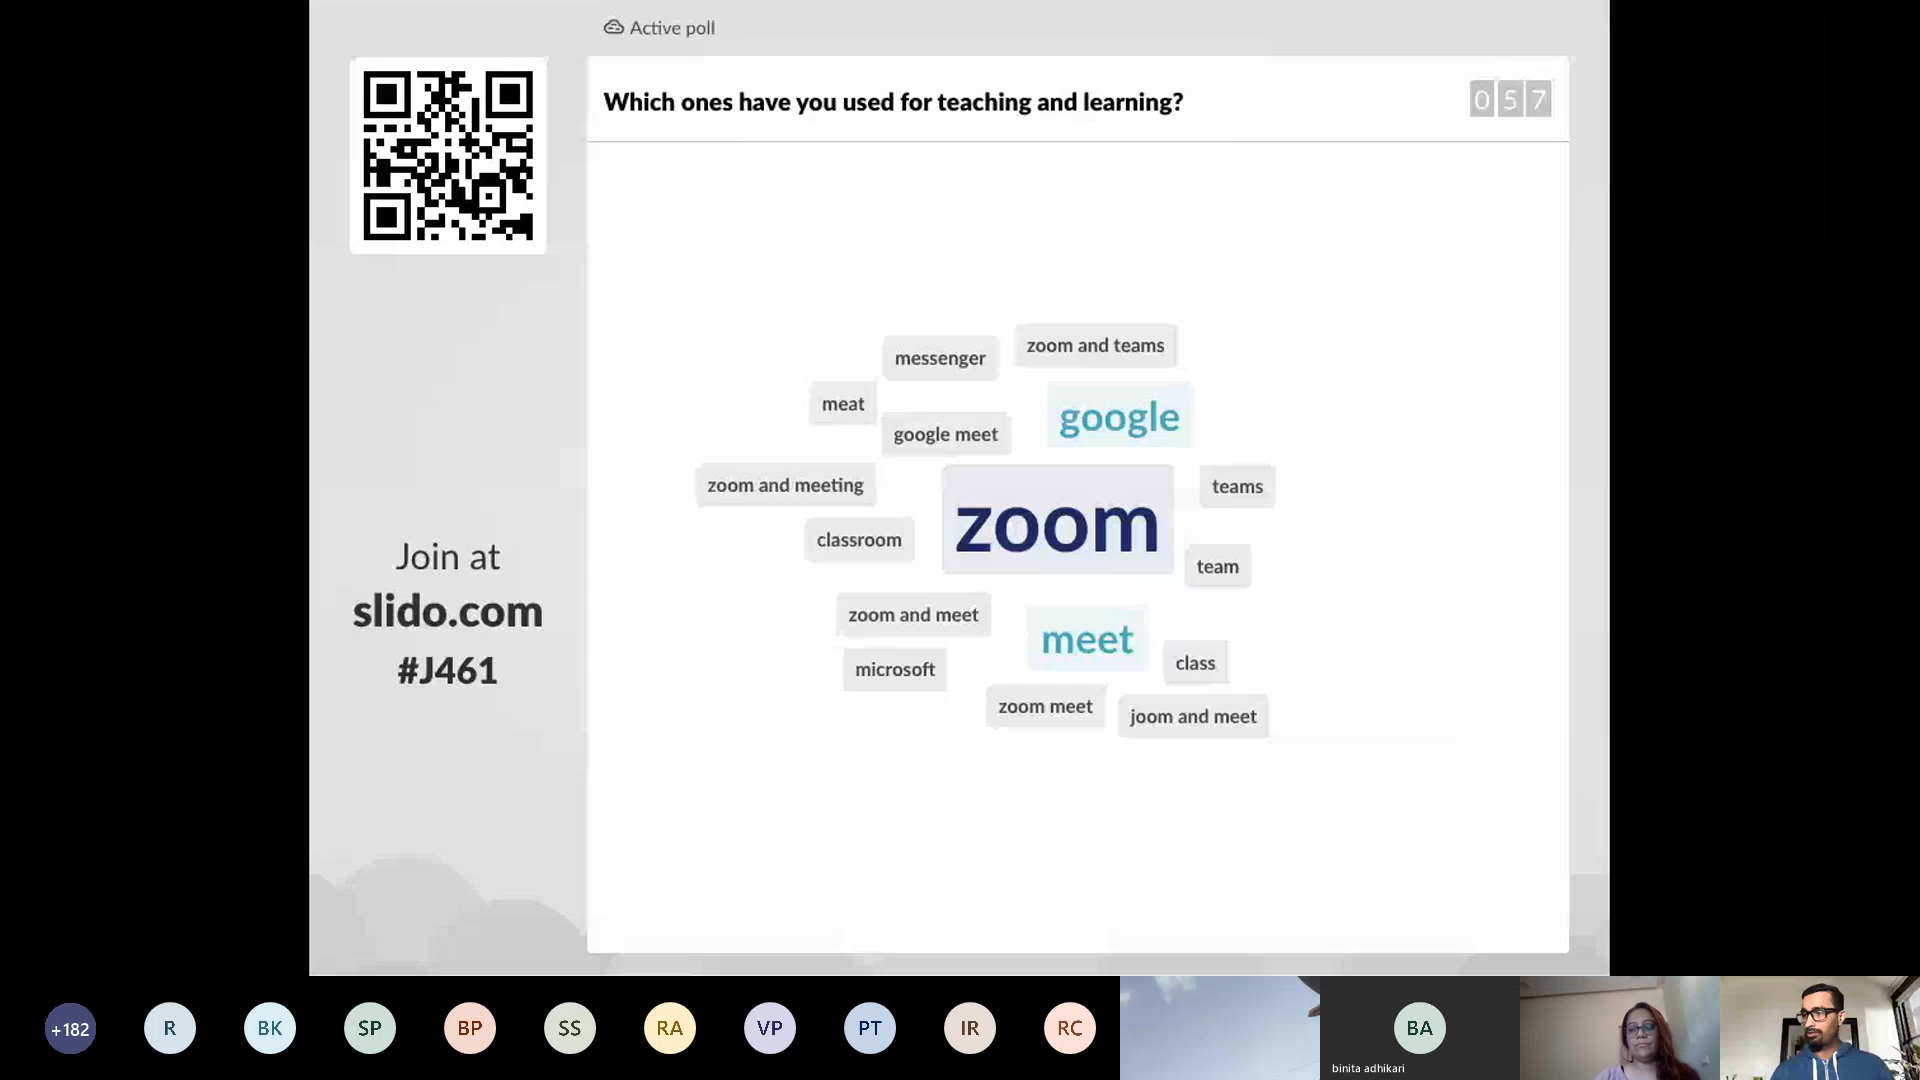 Active poll
Which ones have you used for teaching and learning?
057
messenger
zoom and teams
meat
google
google meet
zoom and meeting
zoom
teams
classroom
team
zoom and meet
meet
microsoft
class
zoom meet
joom and meet
Join at
slido.com
#J461
+182
R
BK
SP
BP
SS
RA
VP
PT
IR
RC
BA
binita adhikari